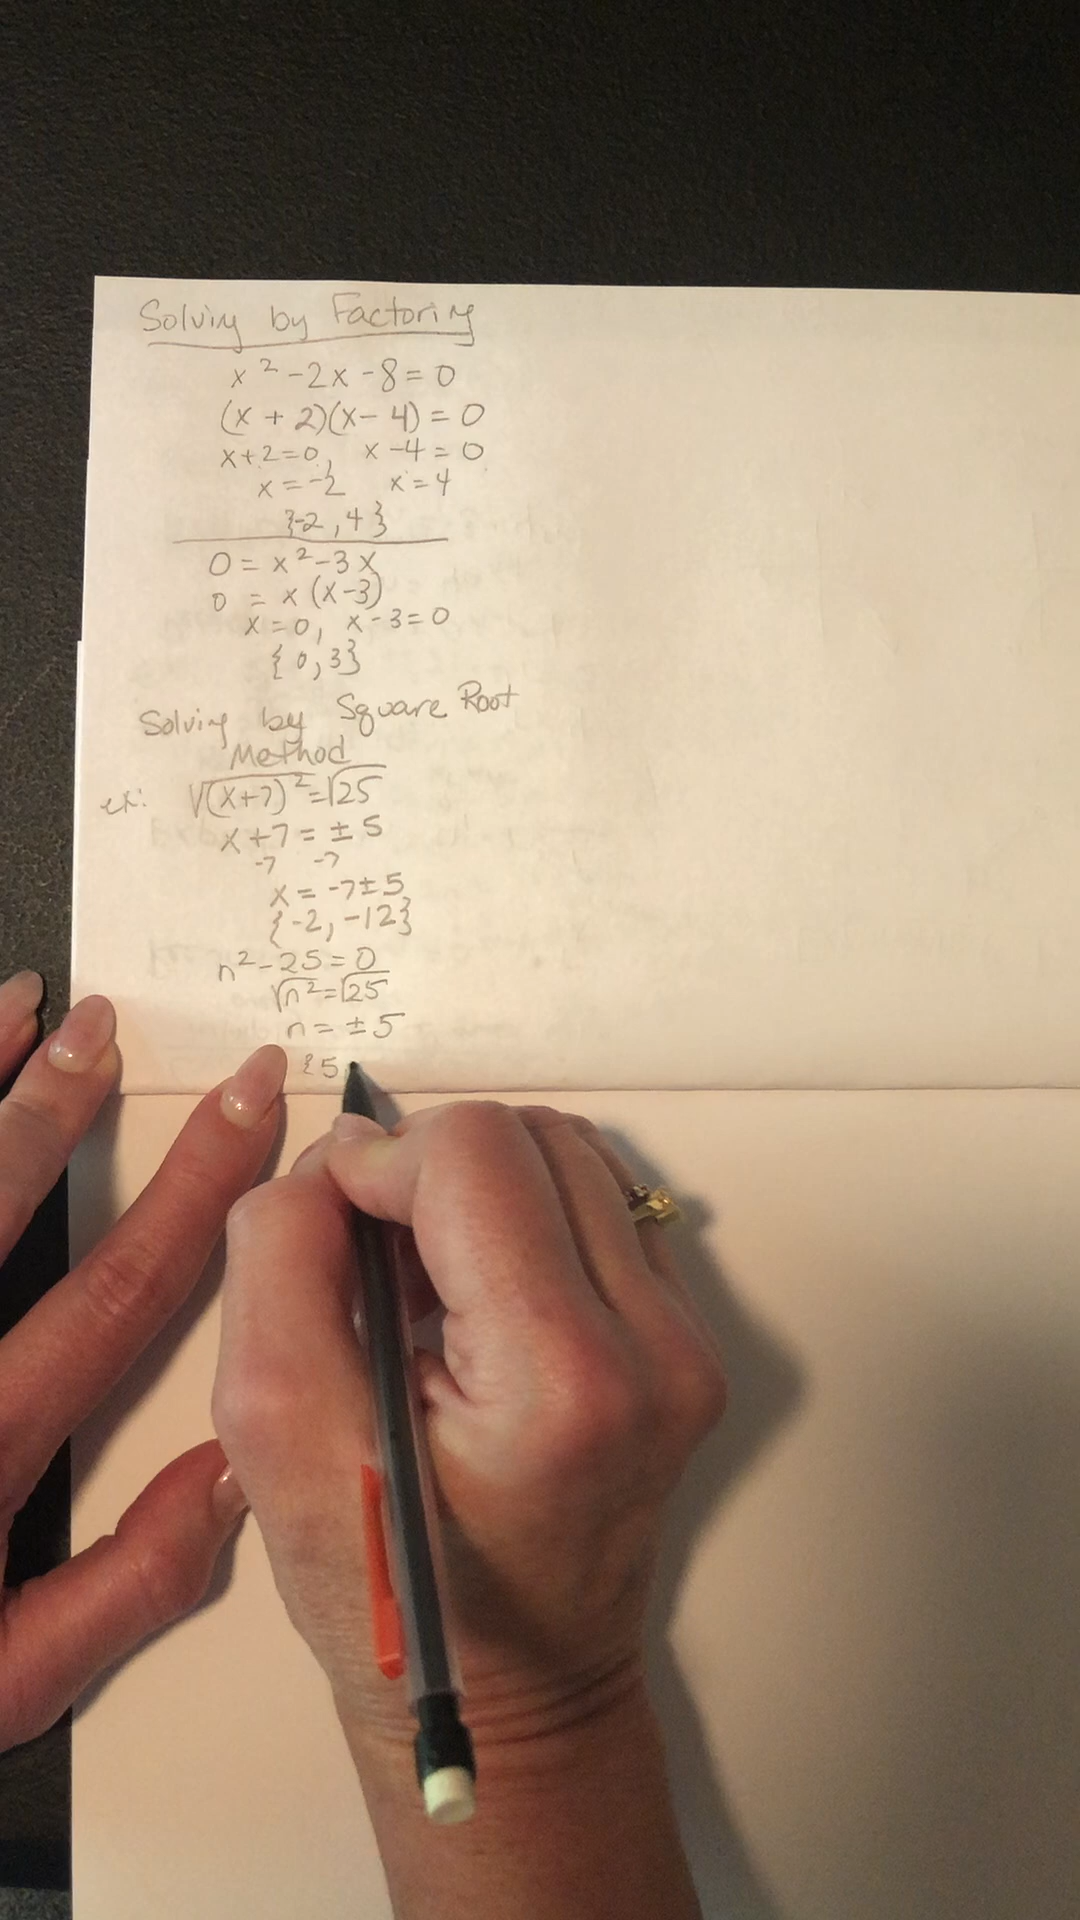 Solving by Factoring
x² - 2x - 8 = 0
(x + 2)(x - 4) = 0
x + 2 = 0, x - 4 = 0
x = -2 x = 4
{-2, 4}
0 = x² - 3x
0 = x(x - 3)
x = 0, x - 3 = 0
{0, 3}
Solving by Square Root
Method
ex: √(x+7)² = √25
x + 7 = ± 5
-7 -7
x = -7 ± 5
{-2, -12}
n² - 25 = 0
√n² = √25
n = ± 5
{5